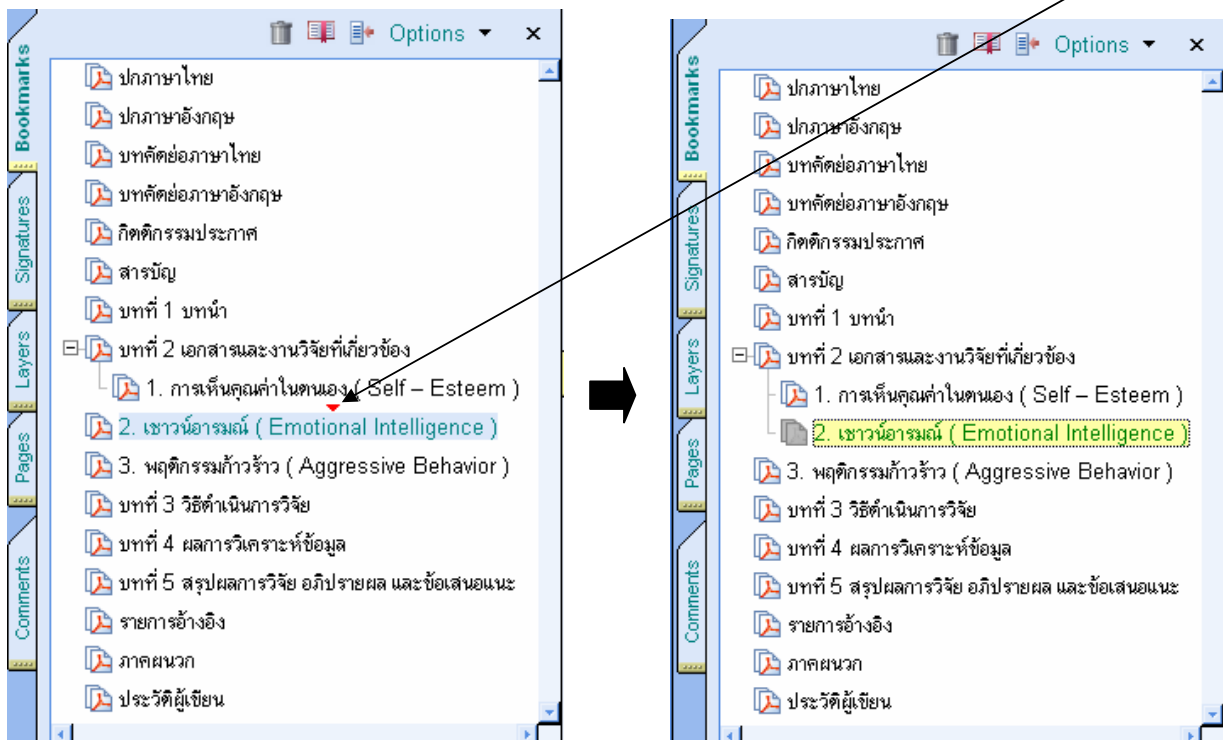 Options
Bookmarks
Signatures
Layers
Pages
Comments
ปกภาษาไทย
ปกภาษาอังกฤษ
บทคัดย่อภาษาไทย
บทคัดย่อภาษาอังกฤษ
กิตติกรรมประกาศ
สารบัญ
บทที่ 1 บทนำ
บทที่ 2 เอกสารและงานวิจัยที่เกี่ยวข้อง
1. การเห็นคุณค่าในตนเอง ( Self – Esteem )
2. เชาวน์อารมณ์ ( Emotional Intelligence )
3. พฤติกรรมก้าวร้าว ( Aggressive Behavior )
บทที่ 3 วิธีดำเนินการวิจัย
บทที่ 4 ผลการวิเคราะห์ข้อมูล
บทที่ 5 สรุปผลการวิจัย อภิปรายผล และข้อเสนอแนะ
รายการอ้างอิง
ภาคผนวก
ประวัติผู้เขียน
Options
Bookmarks
Signatures
Layers
Pages
Comments
ปกภาษาไทย
ปกภาษาอังกฤษ
บทคัดย่อภาษาไทย
บทคัดย่อภาษาอังกฤษ
กิตติกรรมประกาศ
สารบัญ
บทที่ 1 บทนำ
บทที่ 2 เอกสารและงานวิจัยที่เกี่ยวข้อง
1. การเห็นคุณค่าในตนเอง ( Self – Esteem )
2. เชาวน์อารมณ์ ( Emotional Intelligence )
3. พฤติกรรมก้าวร้าว ( Aggressive Behavior )
บทที่ 3 วิธีดำเนินการวิจัย
บทที่ 4 ผลการวิเคราะห์ข้อมูล
บทที่ 5 สรุปผลการวิจัย อภิปรายผล และข้อเสนอแนะ
รายการอ้างอิง
ภาคผนวก
ประวัติผู้เขียน